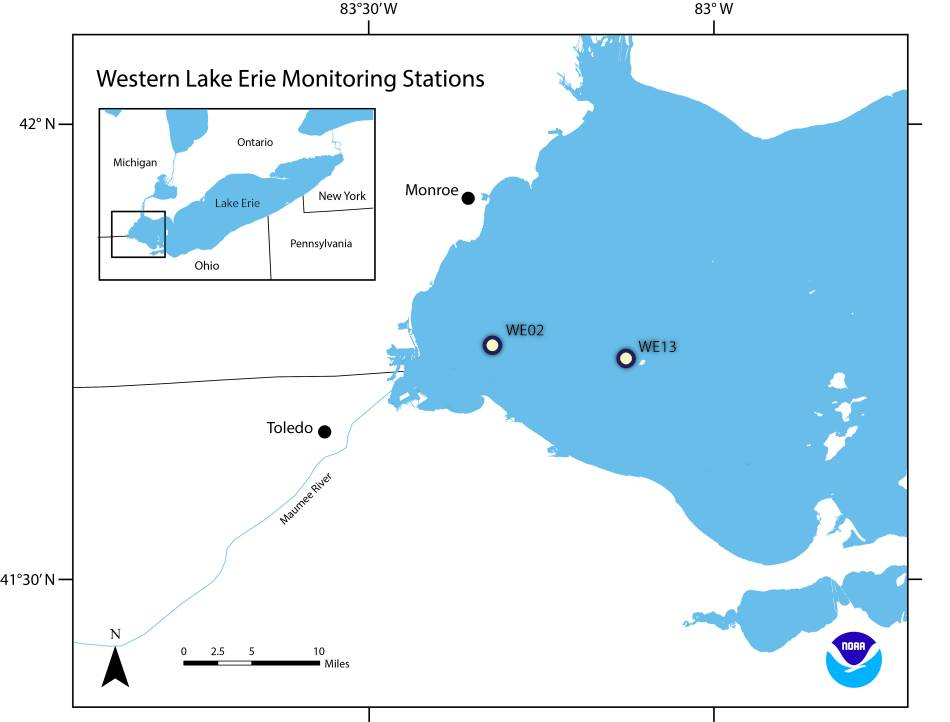 83°30′W
83° W
Western Lake Erie Monitoring Stations
42° N
Ontario
Michigan
New York
Lake Erie
Pennsylvania
Ohio
Monroe
WE02
WE13
Toledo
Maumee River
41°30′ N
N
0 2.5 5 10
Miles
NOAA